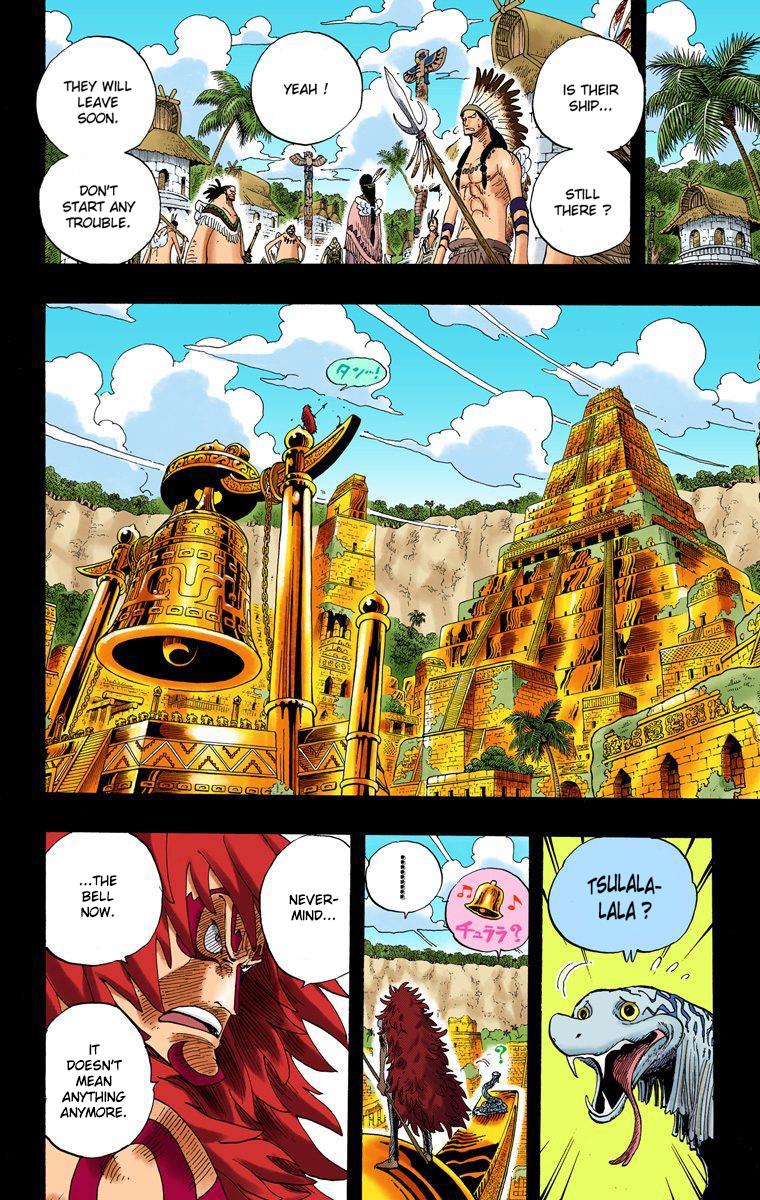 IS THEIR
SHIP...
STILL
THERE ?
YEAH !
THEY WILL
LEAVE
SOON.
DON'T
START ANY
TROUBLE.
タンッ!
TSULALA-
LALA ?
チュララ?
?
NEVER-
MIND...
...THE
BELL
NOW.
IT
DOESN'T
MEAN
ANYTHING
ANYMORE.